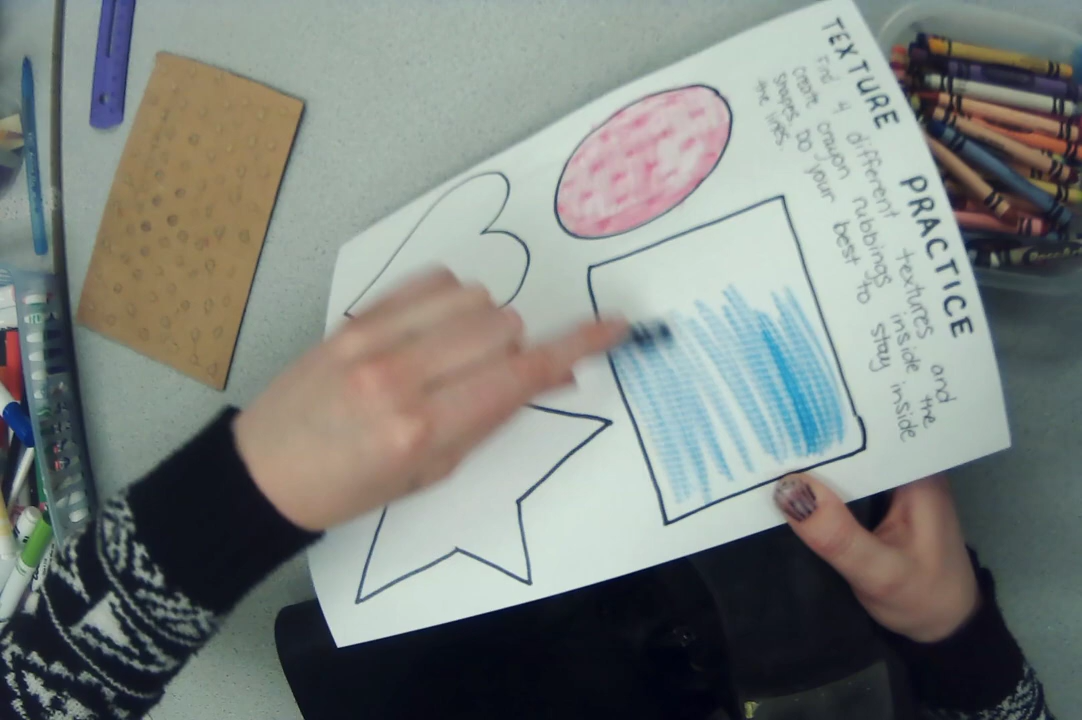 TEXTURE PRACTICE
Find 4 different textures and
create crayon rubbings inside the
shapes. Do your best to stay inside
the lines.